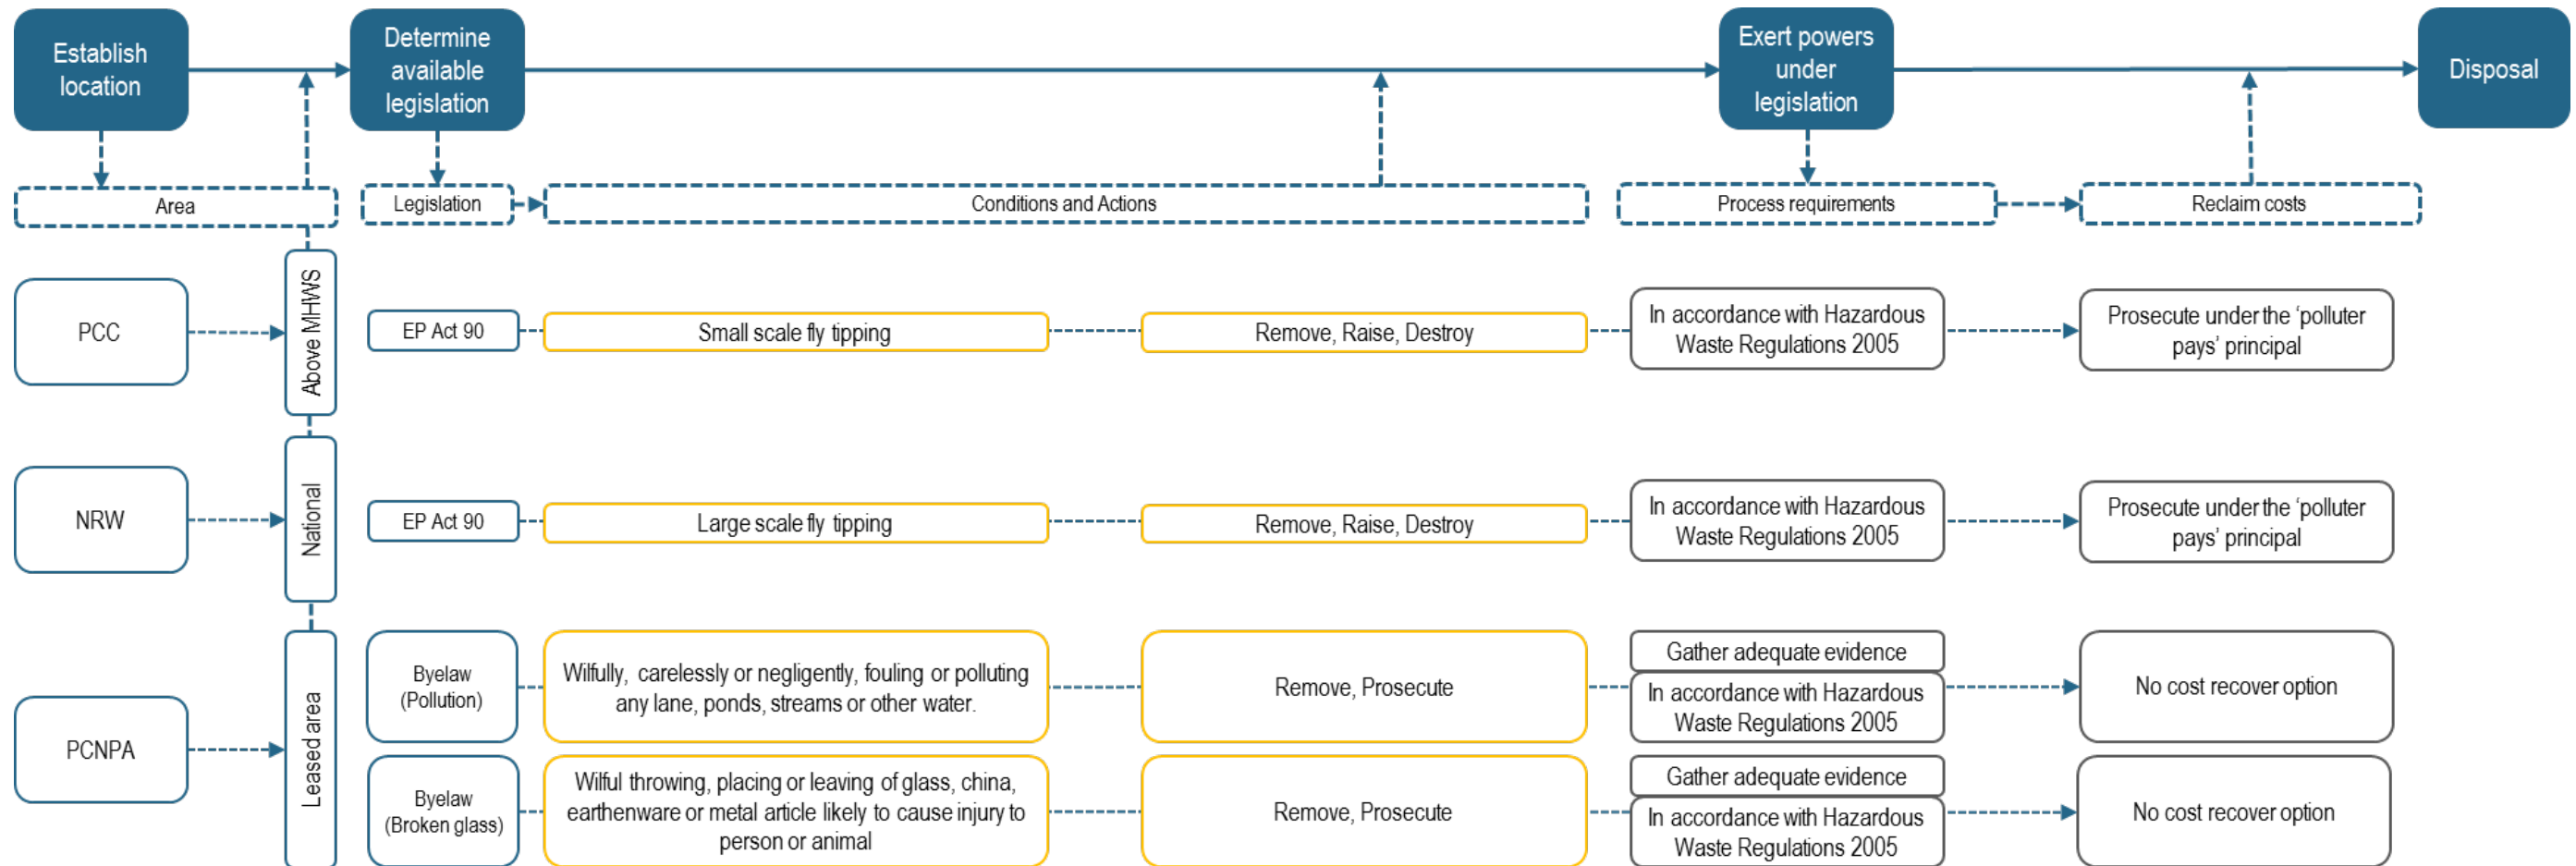 Establish
location
Determine
available
legislation
Exert powers
under
legislation
Disposal
Area
Legislation
Conditions and Actions
Process requirements
Reclaim costs
PCC
Above MHWS
EP Act 90
Small scale fly tipping
Remove, Raise, Destroy
In accordance with Hazardous
Waste Regulations 2005
Prosecute under the ‘polluter
pays’ principal
NRW
National
EP Act 90
Large scale fly tipping
Remove, Raise, Destroy
In accordance with Hazardous
Waste Regulations 2005
Prosecute under the ‘polluter
pays’ principal
PCNPA
Leased area
Byelaw
(Pollution)
Wilfully, carelessly or negligently, fouling or polluting
any lane, ponds, streams or other water.
Remove, Prosecute
Gather adequate evidence
In accordance with Hazardous
Waste Regulations 2005
No cost recover option
Byelaw
(Broken glass)
Wilful throwing, placing or leaving of glass, china,
earthenware or metal article likely to cause injury to
person or animal
Remove, Prosecute
Gather adequate evidence
In accordance with Hazardous
Waste Regulations 2005
No cost recover option